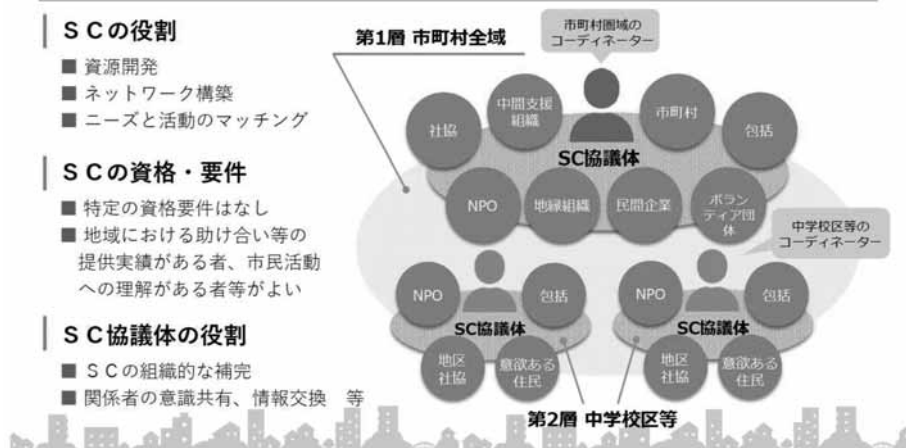 ＳＣの役割
■ 資源開発
■ ネットワーク構築
■ ニーズと活動のマッチング
ＳＣの資格・要件
■ 特定の資格要件はなし
■ 地域における助け合い等の
提供実績がある者、市民活動
への理解がある者等がよい
ＳＣ協議体の役割
■ ＳＣの組織的な補完
■ 関係者の意識共有、情報交換　等
第1層 市町村全域
市町村圏域の
コーディネーター
社協
中間支援
組織
市町村
包括
SC協議体
NPO
地縁組織
民間企業
ボラン
ティア団
体
中学校区等の
コーディネーター
NPO
包括
SC協議体
地区
社協
意欲ある
住民
NPO
包括
SC協議体
地区
社協
意欲ある
住民
第2層 中学校区等